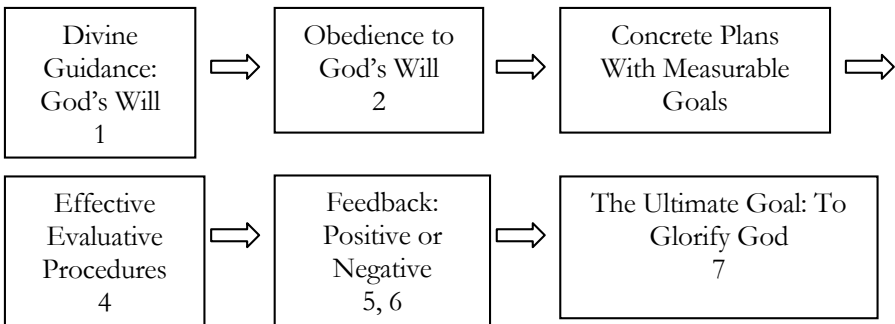 Divine
Guidance:
God's Will
1
Obedience to
God's Will
2
Concrete Plans
With Measurable
Goals
Effective
Evaluative
Procedures
4
Feedback:
Positive or
Negative
5, 6
The Ultimate Goal: To
Glorify God
7